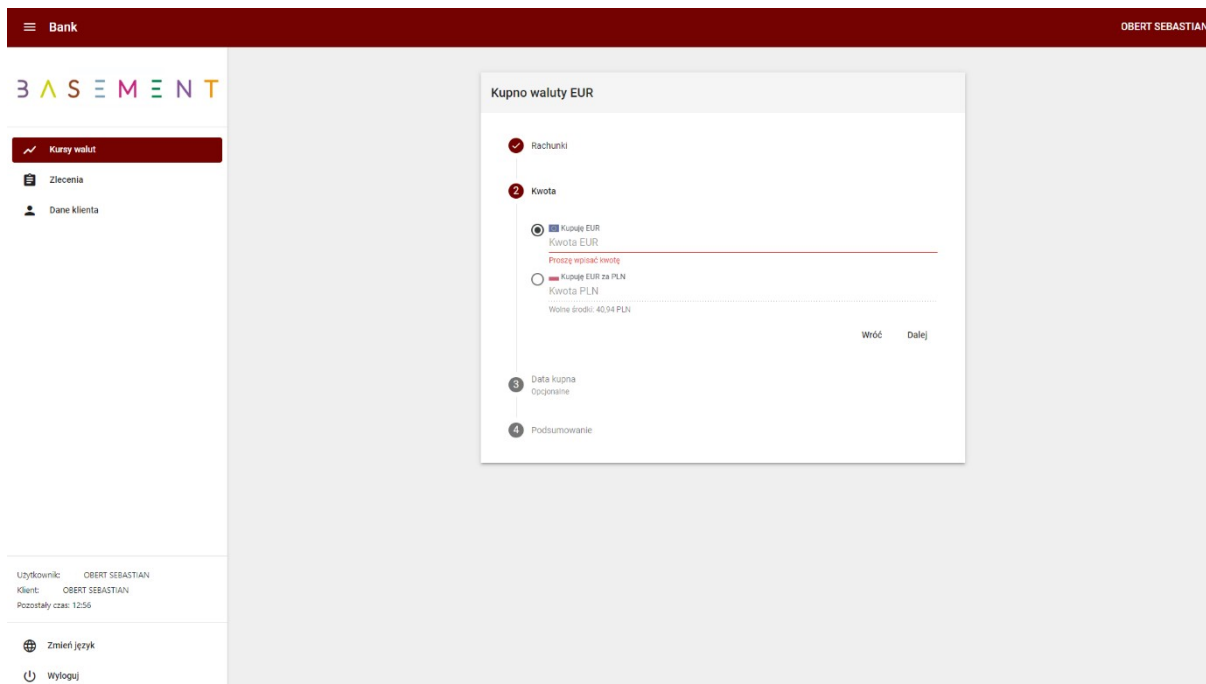 Bank
OBERT SEBASTIAN
BASEMENT
Kursy walut
Zlecenia
Dane klienta
Kupno waluty EUR
Rachunki
2 Kwota
Kupuję EUR
Kwota EUR
Proszę wpisać kwotę
Kupuję EUR za PLN
Kwota PLN
Wolne środki: 40,94 PLN
Wróć Dalej
3 Data kupna
Opcjonalne
4 Podsumowanie
Użytkownik: OBERT SEBASTIAN
Klient: OBERT SEBASTIAN
Pozostały czas: 12:56
Zmień język
Wyloguj